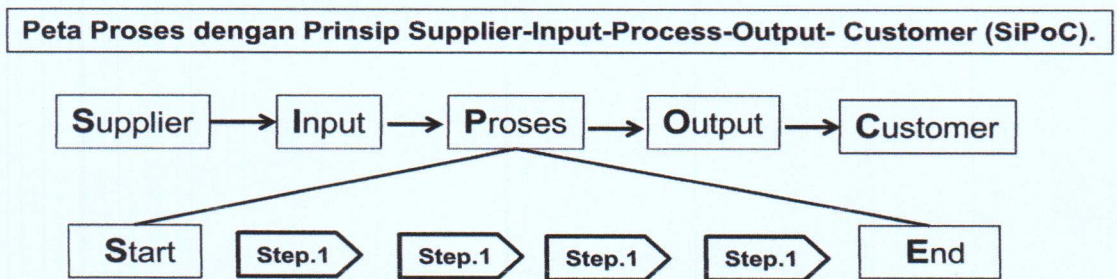 Peta Proses dengan Prinsip Supplier-Input-Process-Output- Customer (SiPoC).
Supplier Input Proses Output Customer
Start Step.1 Step.1 Step.1 Step.1 End